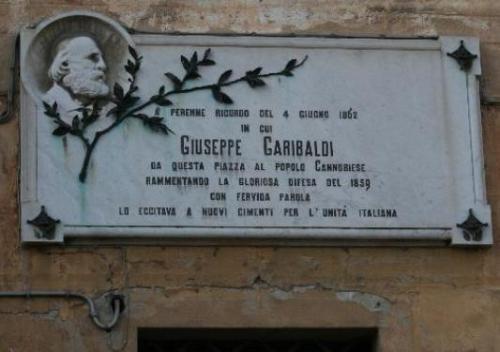 È PERENNE RICORDO DEL 4 GIUGNO 1862
IN CUI
GIUSEPPE GARIBALDI
DA QUESTA PIAZZA AL POPOLO CANNOBIESE
RAMMENTANDO LA GLORIOSA DIFESA DEL 1859
CON FERVIDA PAROLA
LO ECCITAVA A NUOVI CIMENTI PER L'UNITÀ ITALIANA